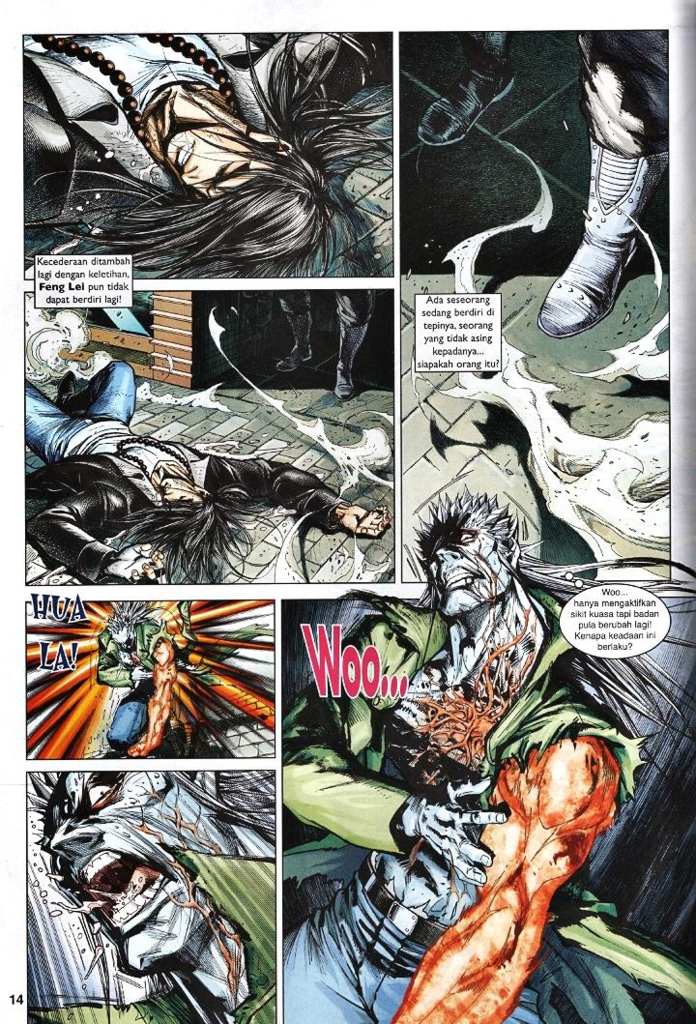 Kecederaan ditambah
lagi dengan keletihan,
Feng Lei pun tidak
dapat berdiri lagi!
Ada seseorang
sedang berdiri di
tepinya, seorang
yang tidak asing
kepadanya...
siapakah orang itu?
HUA
LA!
Woo...
Woo...
hanya mengaktifkan
sikit kuasa, badan
pula berubah lagi!
Kenapa keadaan ini
berlaku?
14